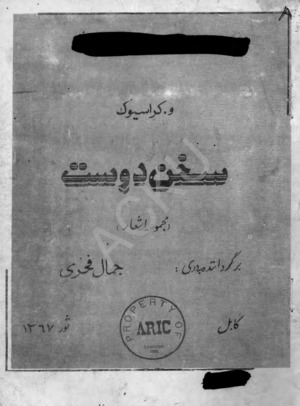 A
و. کراسیوک
سخن دوست
(مجموعه اشعار)
برگرداننده بدری : جمال فخری
PROPERTY OF
ARIC
کابل
ثور ۱۳۶۷